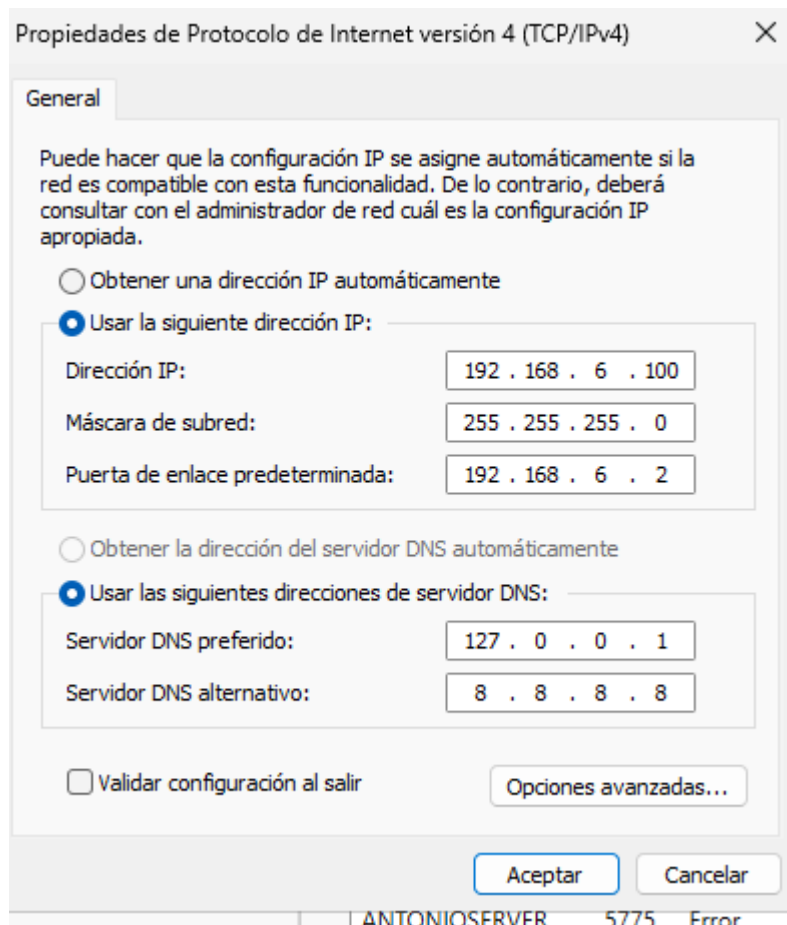 Propiedades de Protocolo de Internet versión 4 (TCP/IPv4)
General
Puede hacer que la configuración IP se asigne automáticamente si la
red es compatible con esta funcionalidad. De lo contrario, deberá
consultar con el administrador de red cuál es la configuración IP
apropiada.
Obtener una dirección IP automáticamente
Usar la siguiente dirección IP:
Dirección IP: 192 . 168 . 6 . 100
Máscara de subred: 255 . 255 . 255 . 0
Puerta de enlace predeterminada: 192 . 168 . 6 . 2
Obtener la dirección del servidor DNS automáticamente
Usar las siguientes direcciones de servidor DNS:
Servidor DNS preferido: 127 . 0 . 0 . 1
Servidor DNS alternativo: 8 . 8 . 8 . 8
Validar configuración al salir Opciones avanzadas...
Aceptar Cancelar
ANTONIOSERVER 5775 Error